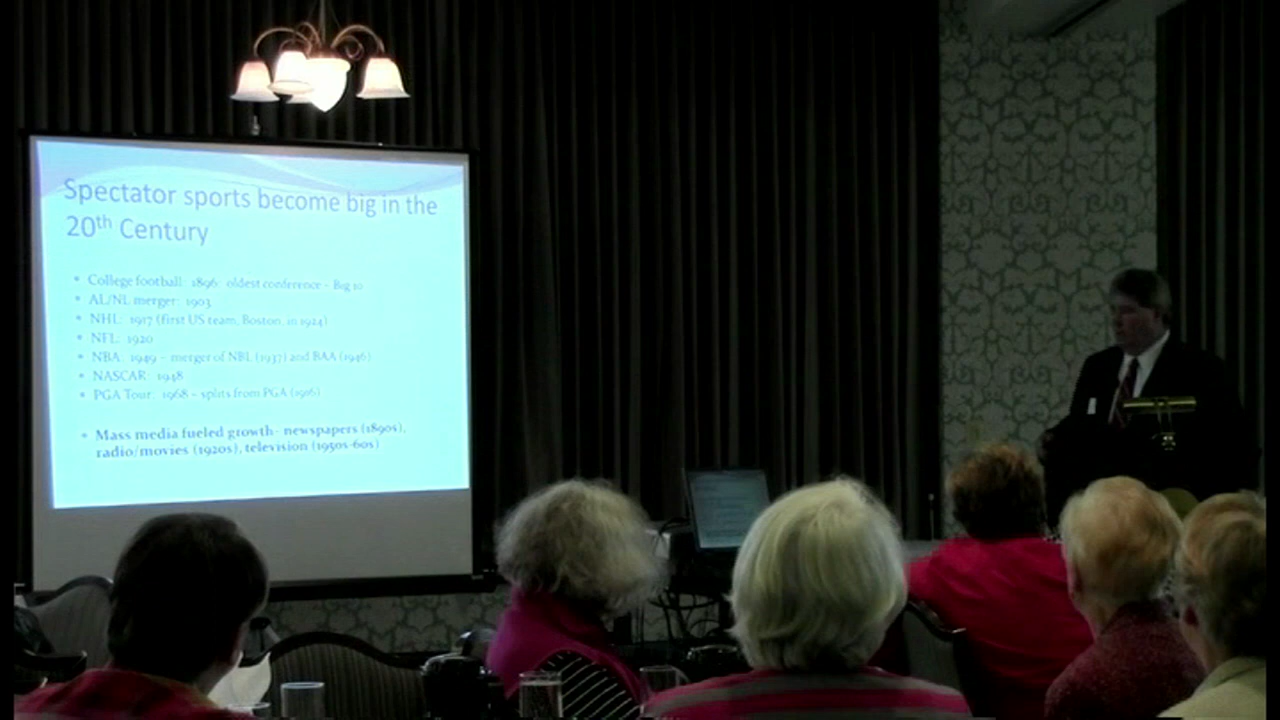 Spectator sports become big in the
20th Century
• College football: 1896: oldest conference – Big 10
• AL/NL merger: 1903
• NHL: 1917 (first US team, Boston, in 1924)
• NFL: 1920
• NBA: 1949 – merger of NBL (1937) and BAA (1946)
• NASCAR: 1948
• PGA Tour: 1968 – splits from PGA (1916)
• Mass media fueled growth- newspapers (1890s),
radio/movies (1920s), television (1950s-60s)